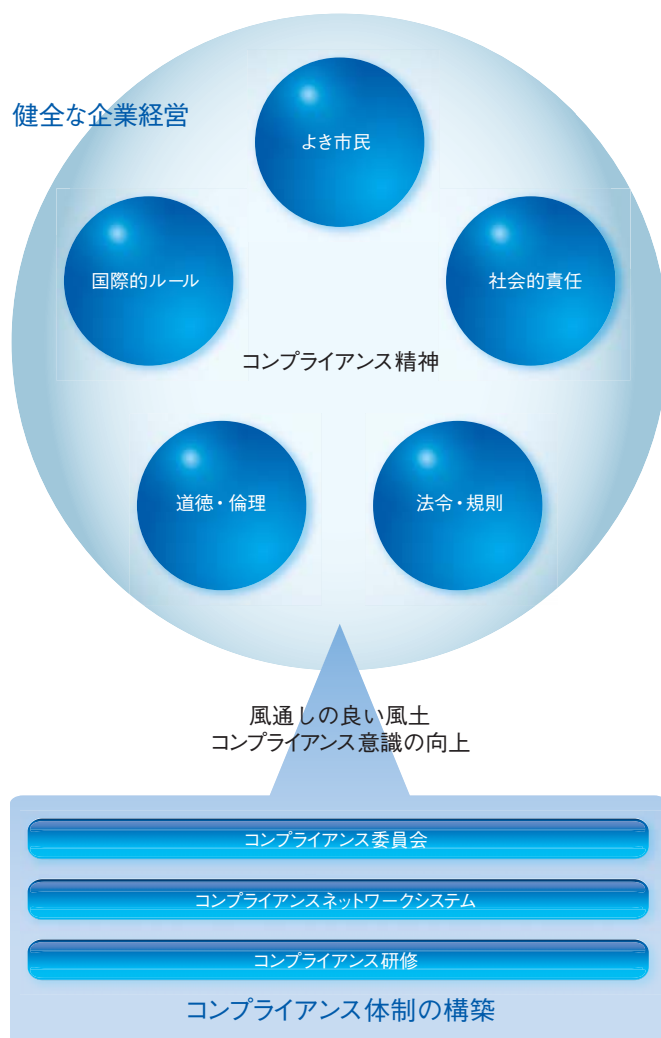 健全な企業経営
よき市民
国際的ルール
社会的責任
コンプライアンス精神
道徳・倫理
法令・規則
風通しの良い風土
コンプライアンス意識の向上
コンプライアンス委員会
コンプライアンスネットワークシステム
コンプライアンス研修
コンプライアンス体制の構築